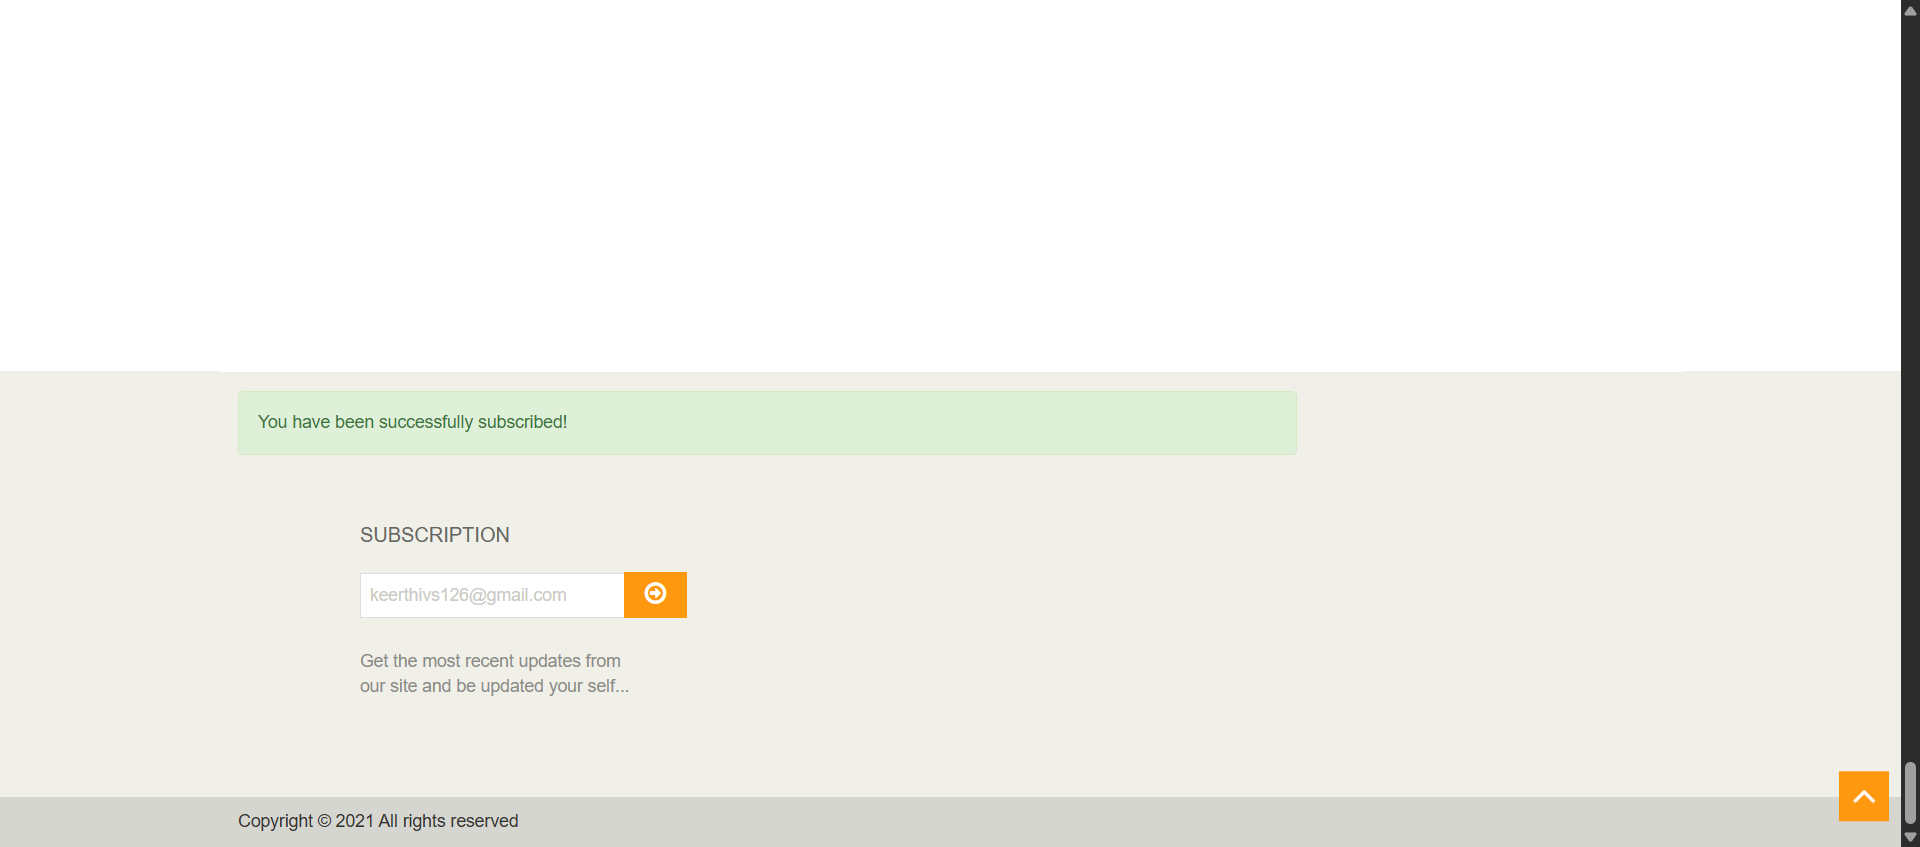 You have been successfully subscribed!
SUBSCRIPTION
keerthivs126@gmail.com
Get the most recent updates from
our site and be updated your self...
Copyright © 2021 All rights reserved